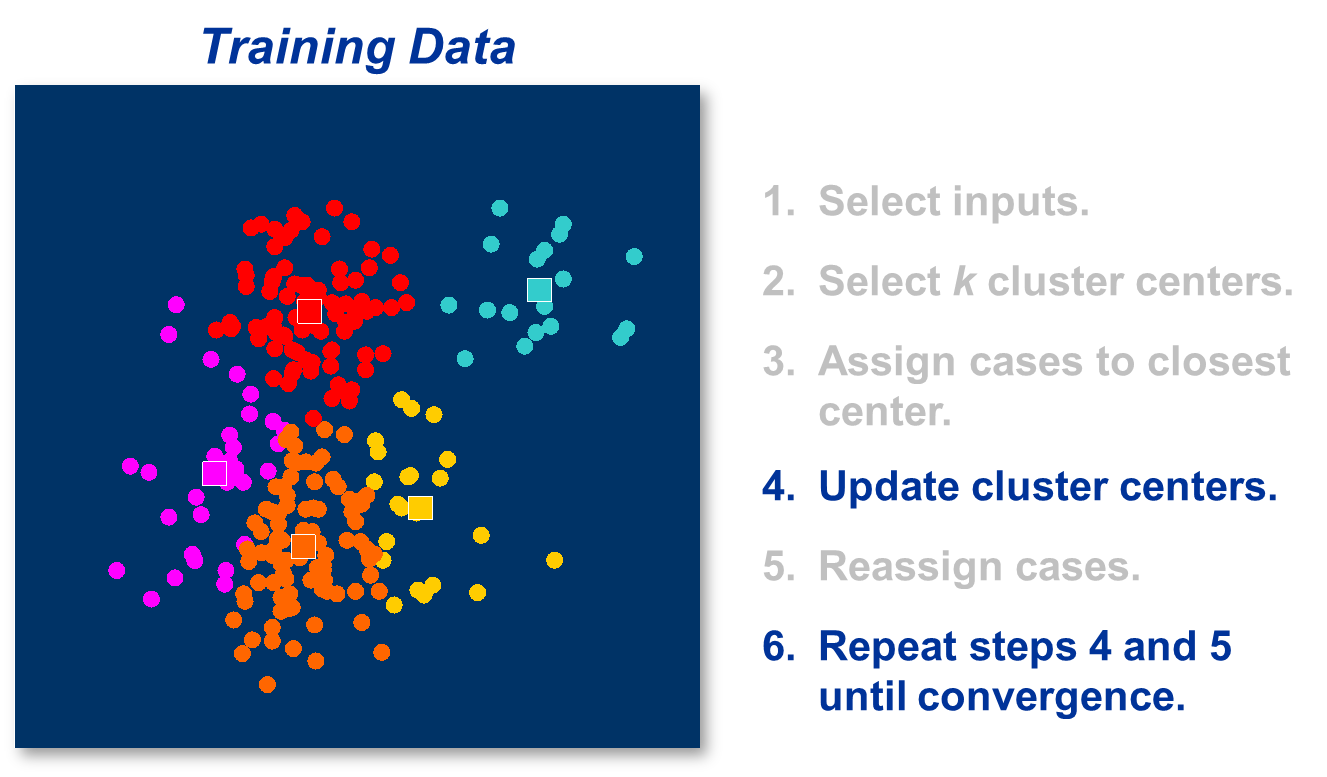 Training Data
1. Select inputs.
2. Select k cluster centers.
3. Assign cases to closest
center.
4. Update cluster centers.
5. Reassign cases.
6. Repeat steps 4 and 5
until convergence.